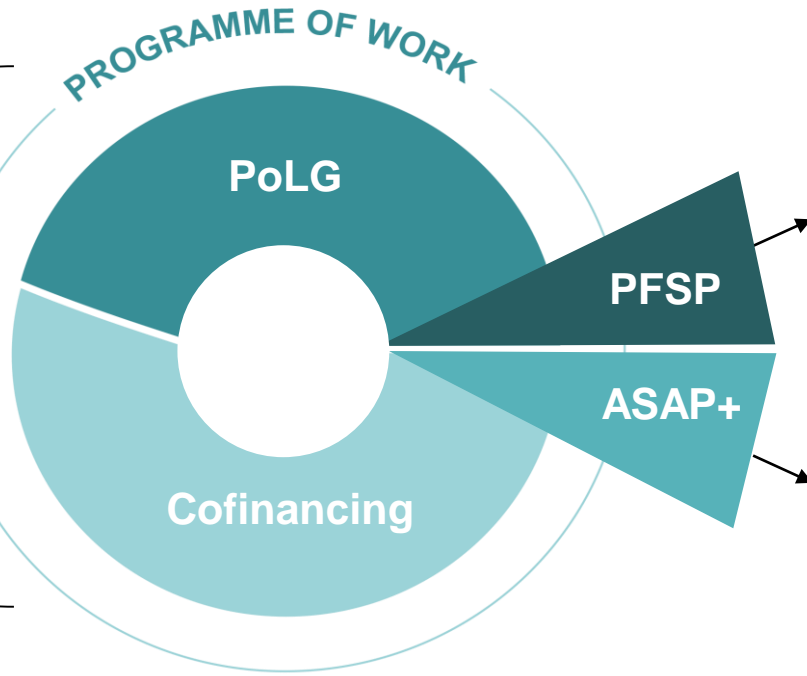 PROGRAMME OF WORK
PoLG
PFSP
ASAP+
Cofinancing